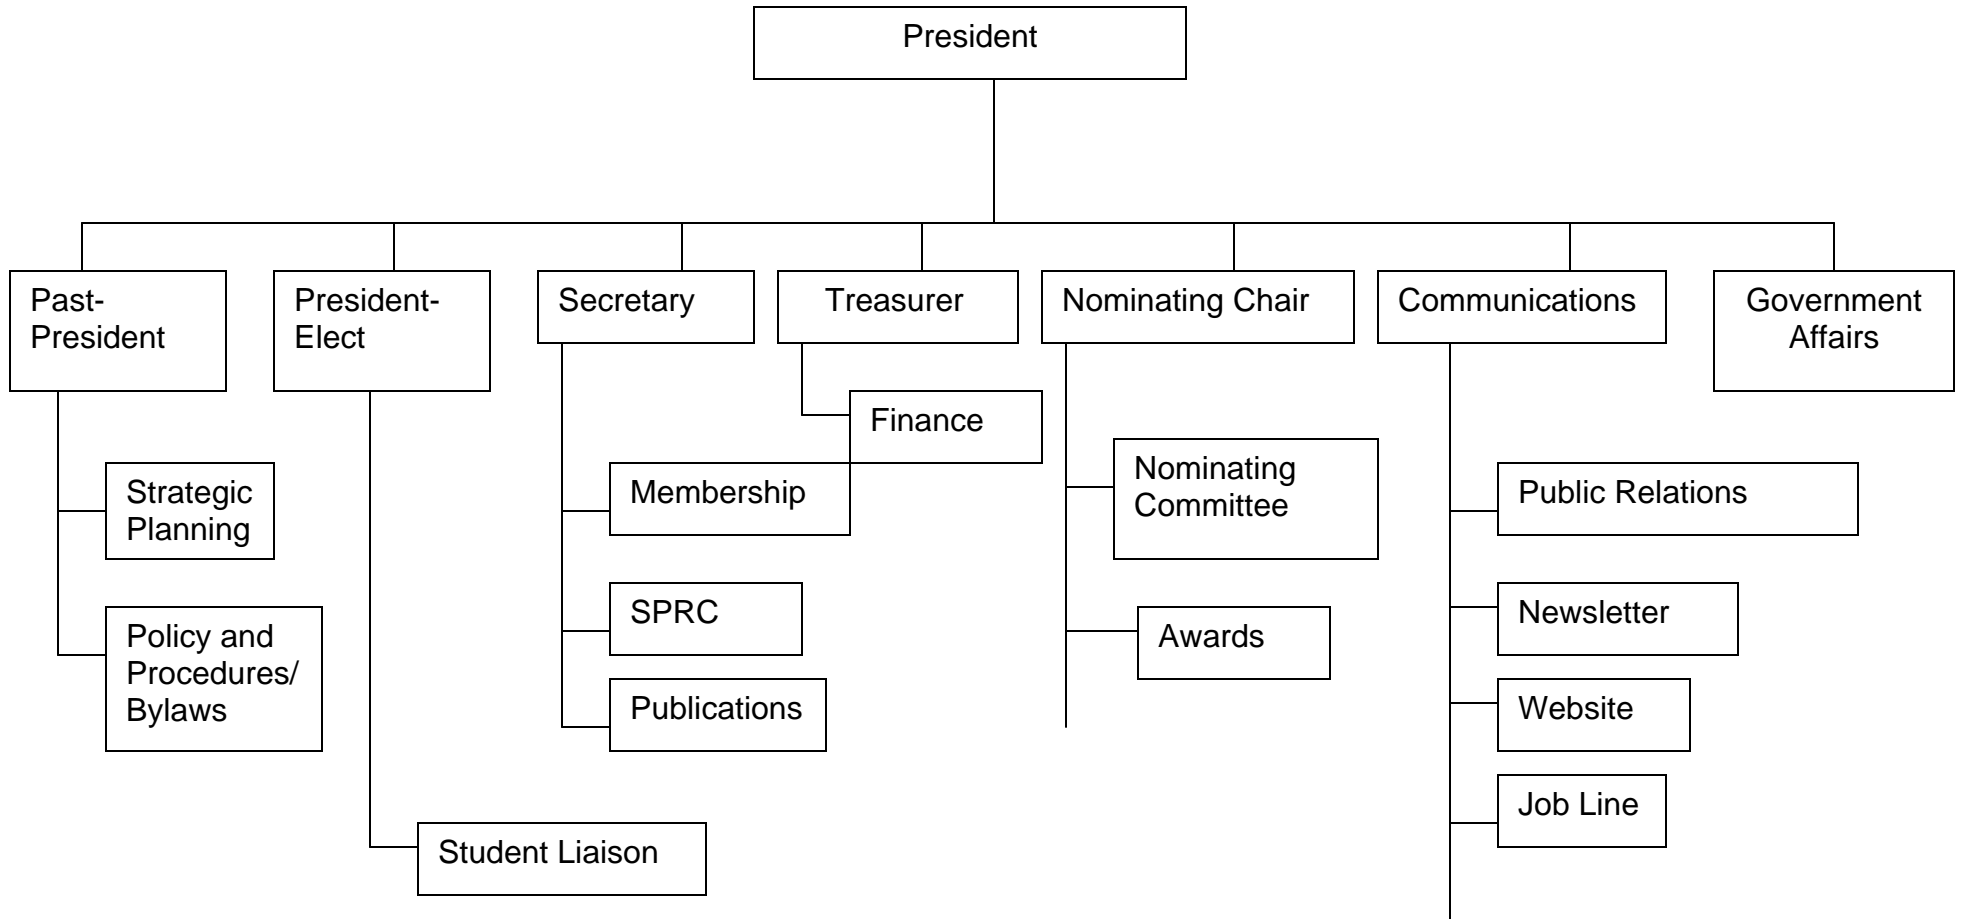 President
Past-
President
President-
Elect
Secretary
Treasurer
Nominating Chair
Communications
Government
Affairs
Finance
Strategic
Planning
Membership
Nominating
Committee
Public Relations
Policy and
Procedures/
Bylaws
SPRC
Awards
Newsletter
Publications
Website
Job Line
Student Liaison